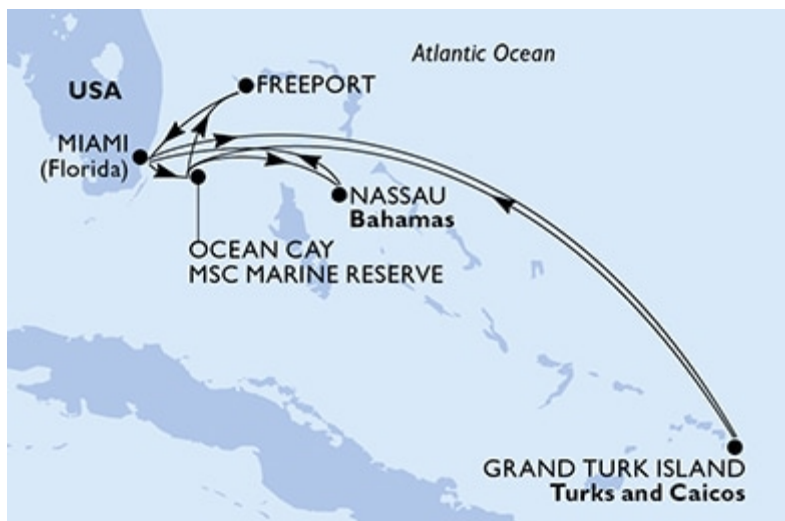 Atlantic Ocean
USA
FREEPORT
MIAMI
(Florida)
NASSAU
Bahamas
OCEAN CAY
MSC MARINE RESERVE
GRAND TURK ISLAND
Turks and Caicos